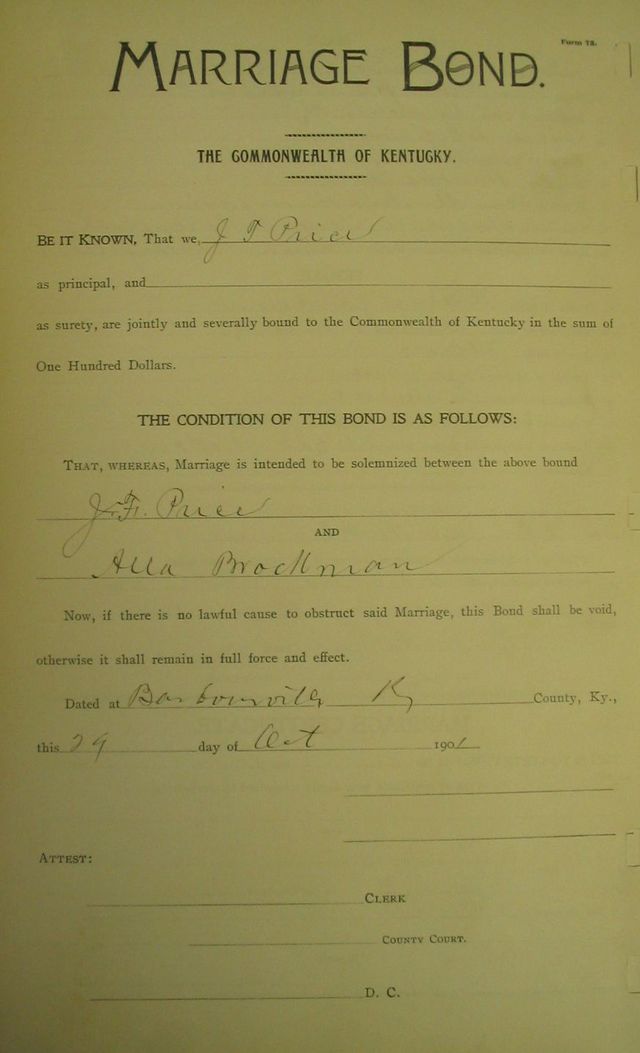 Form 73.
MARRIAGE BOND.
THE COMMONWEALTH OF KENTUCKY.
BE IT KNOWN, That we, J T Price
as principal, and
as surety, are jointly and severally bound to the Commonwealth of Kentucky in the sum of
One Hundred Dollars.
THE CONDITION OF THIS BOND IS AS FOLLOWS:
THAT, WHEREAS, Marriage is intended to be solemnized between the above bound
Price
AND
Brockman
Now, if there is no lawful cause to obstruct said Marriage, this Bond shall be void,
otherwise it shall remain in full force and effect.
Dated at Barbourville Ky County, Ky.,
this 29 day of Oct 1901
ATTEST:
CLERK
COUNTY COURT.
D. C.